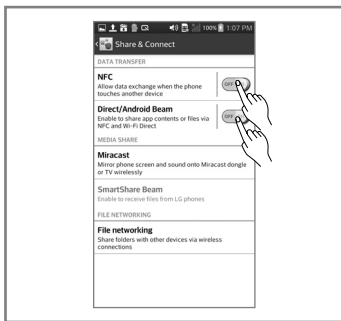 100% 1:07 PM
Share & Connect
DATA TRANSFER
NFC
Allow data exchange when the phone
touches another device
OFF
Direct/Android Beam
Enable to share app contents or files via
NFC and Wi-Fi Direct
OFF
MEDIA SHARE
Miracast
Mirror phone screen and sound onto Miracast dongle
or TV wirelessly
SmartShare Beam
Enable to receive files from LG phones
FILE NETWORKING
File networking
Share folders with other devices via wireless
connections